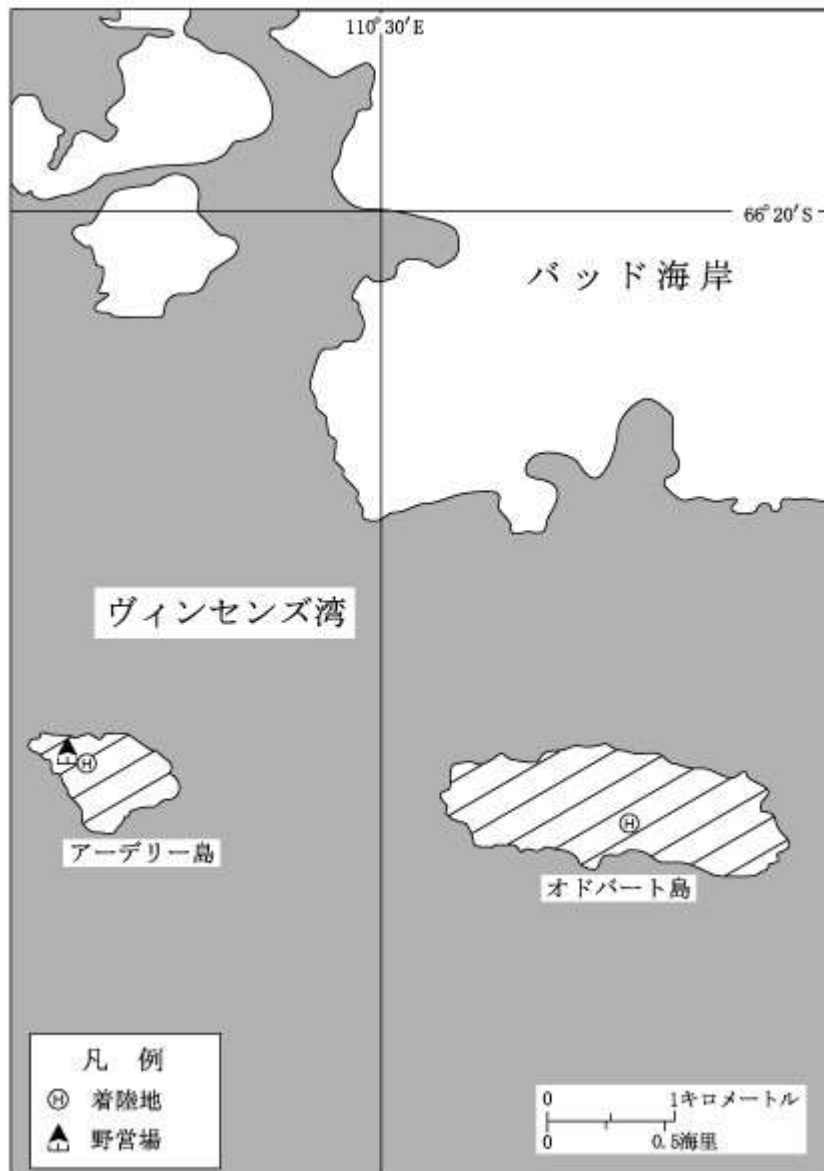 110°30′E
66°20′S
バッド海岸
ヴィンセンズ湾
H
H
アーデリー島
オドバート島
凡 例
H 着陸地
野営場
0 1キロメートル
0 0.5海里